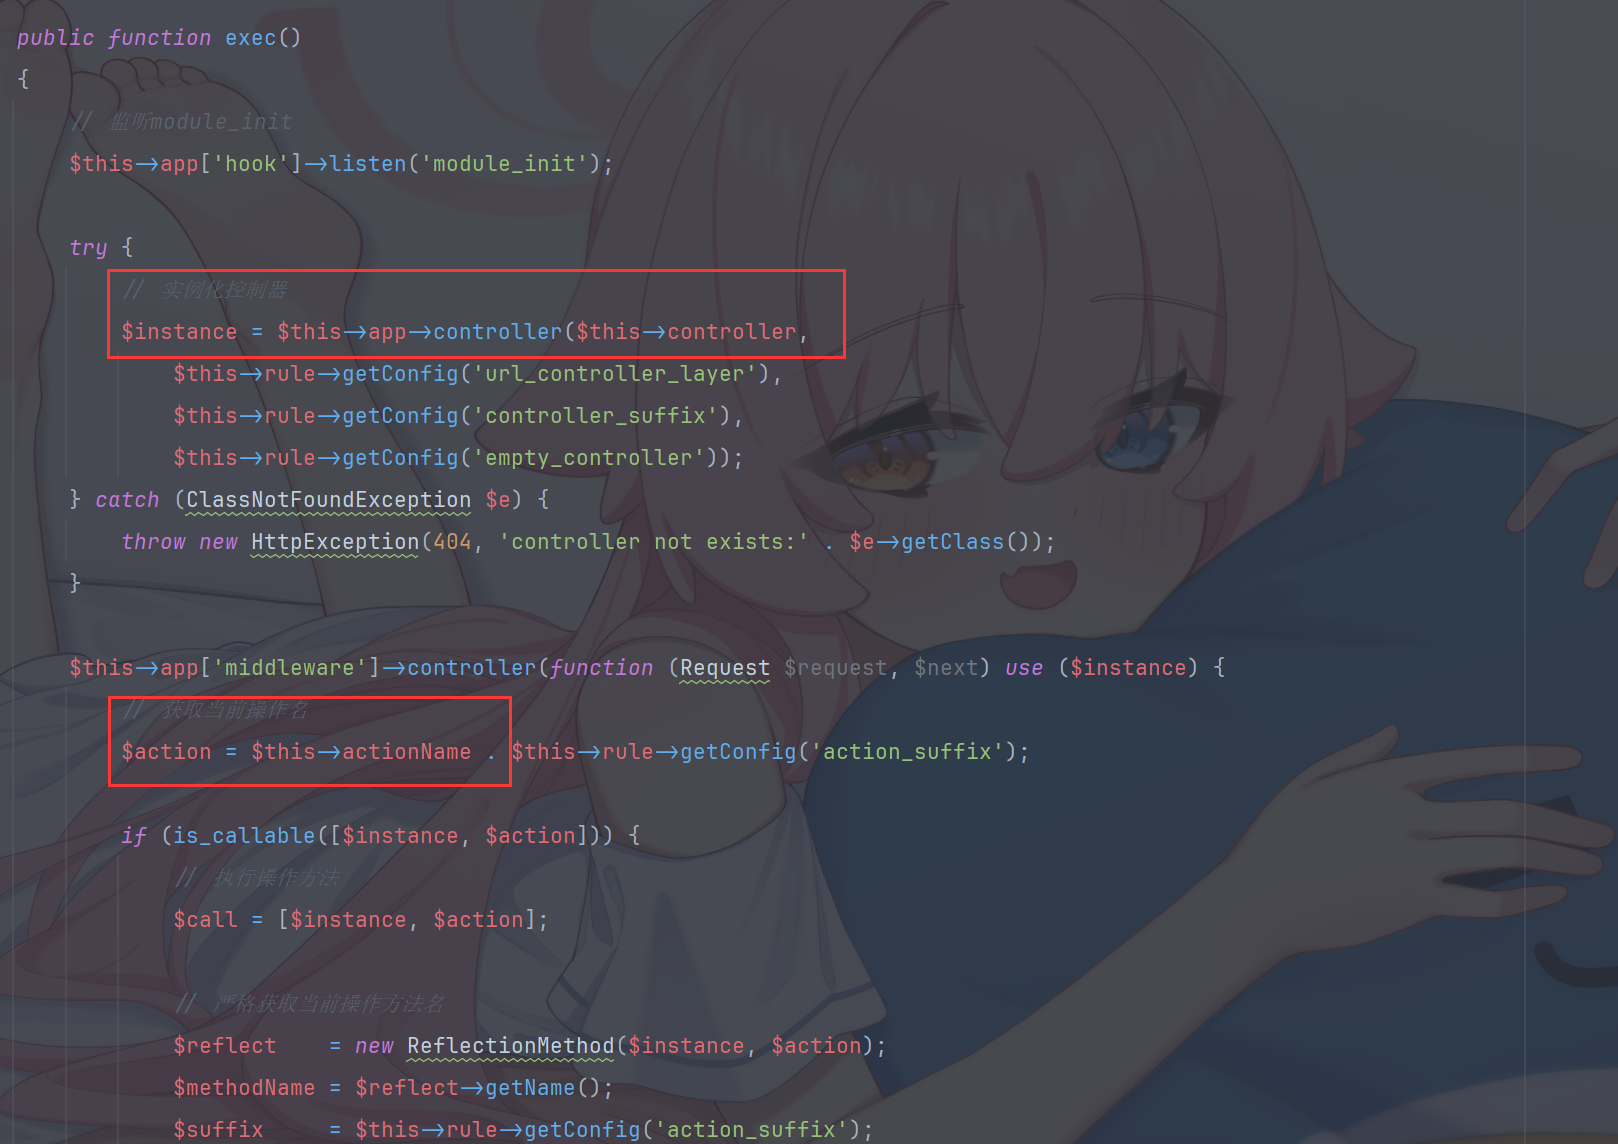 public function exec()
{
// 监听module_init
$this->app['hook']->listen('module_init');
try {
// 实例化控制器
$instance = $this->app->controller($this->controller,
$this->rule->getConfig('url_controller_layer'),
$this->rule->getConfig('controller_suffix'),
$this->rule->getConfig('empty_controller'));
} catch (ClassNotFoundException $e) {
throw new HttpException(404, 'controller not exists:' . $e->getClass());
}
$this->app['middleware']->controller(function (Request $request, $next) use ($instance) {
// 获取当前操作名
$action = $this->actionName . $this->rule->getConfig('action_suffix');
if (is_callable([$instance, $action])) {
// 执行操作方法
$call = [$instance, $action];
// 严格获取当前操作方法名
$reflect    = new ReflectionMethod($instance, $action);
$methodName = $reflect->getName();
$suffix     = $this->rule->getConfig('action_suffix');